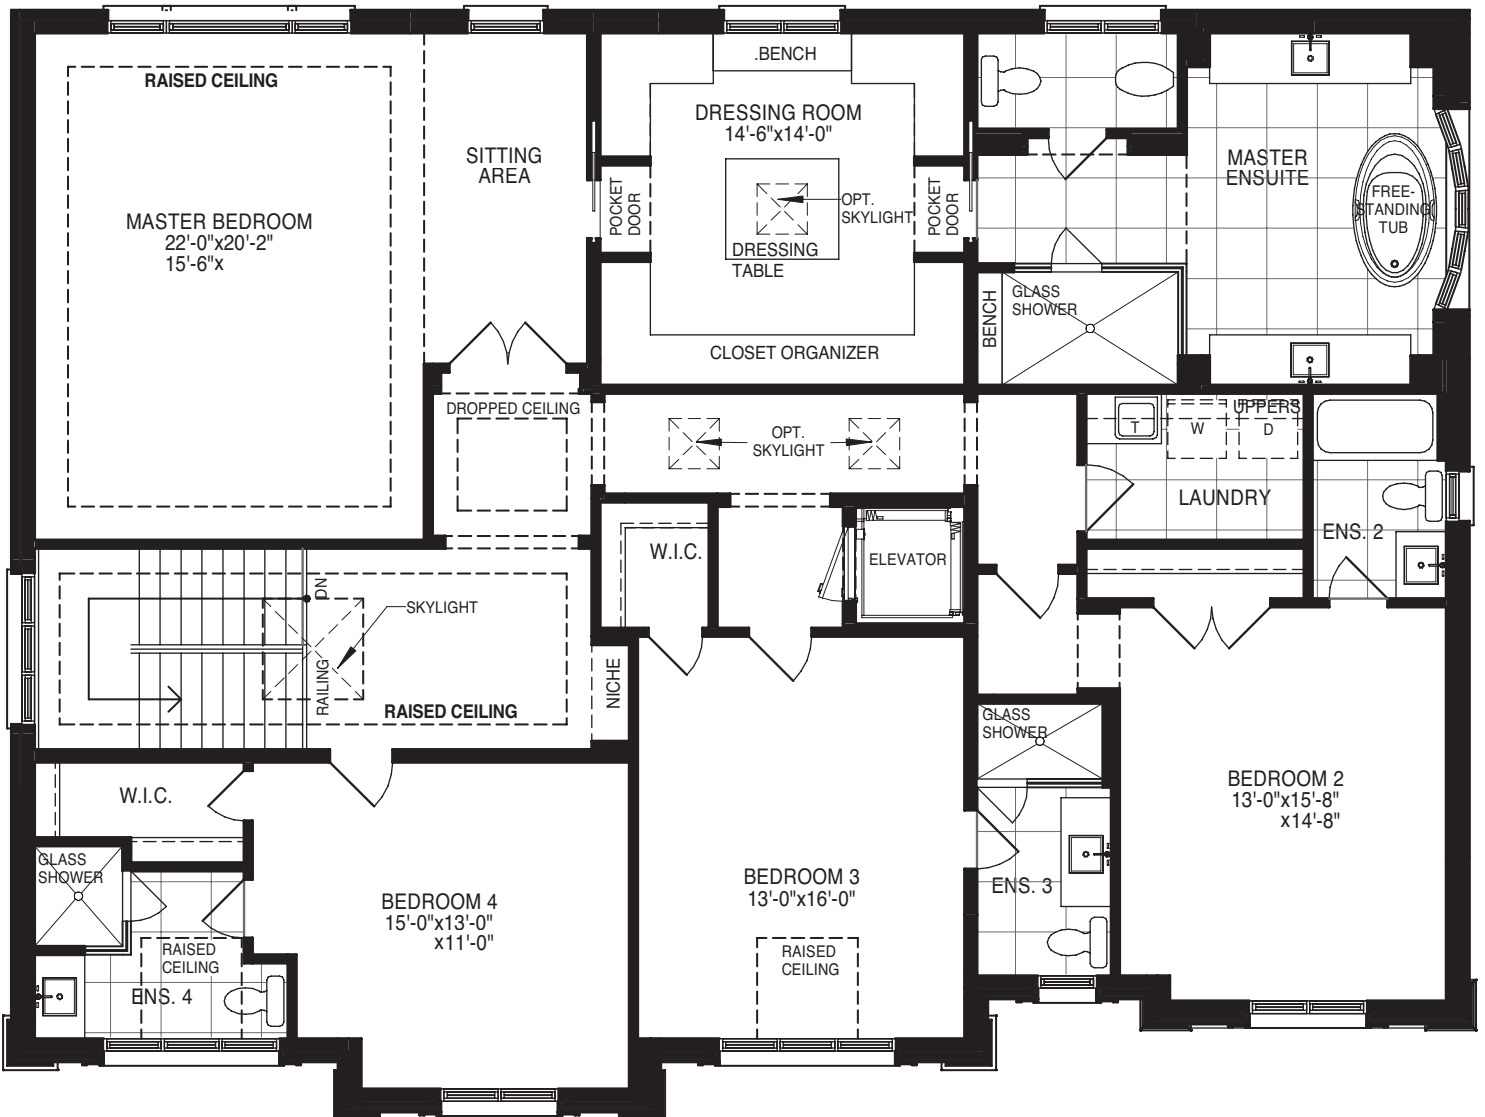 RAISED CEILING
MASTER BEDROOM
22'-0"x20'-2"
15'-6"x
SITTING
AREA
.BENCH
DRESSING ROOM
14'-6"x14'-0"
POCKET
DOOR
OPT.
SKYLIGHT
DRESSING
TABLE
POCKET
DOOR
CLOSET ORGANIZER
MASTER
ENSUITE
FREE-
STANDING
TUB
BENCH
GLASS
SHOWER
DROPPED CEILING
OPT.
SKYLIGHT
UPPERS
T
W
D
LAUNDRY
ENS. 2
W.I.C.
ELEVATOR
DN
SKYLIGHT
RAILING
RAISED CEILING
NICHE
GLASS
SHOWER
BEDROOM 2
13'-0"x15'-8"
x14'-8"
W.I.C.
GLASS
SHOWER
BEDROOM 4
15'-0"x13'-0"
x11'-0"
BEDROOM 3
13'-0"x16'-0"
ENS. 3
RAISED
CEILING
ENS. 4
RAISED
CEILING